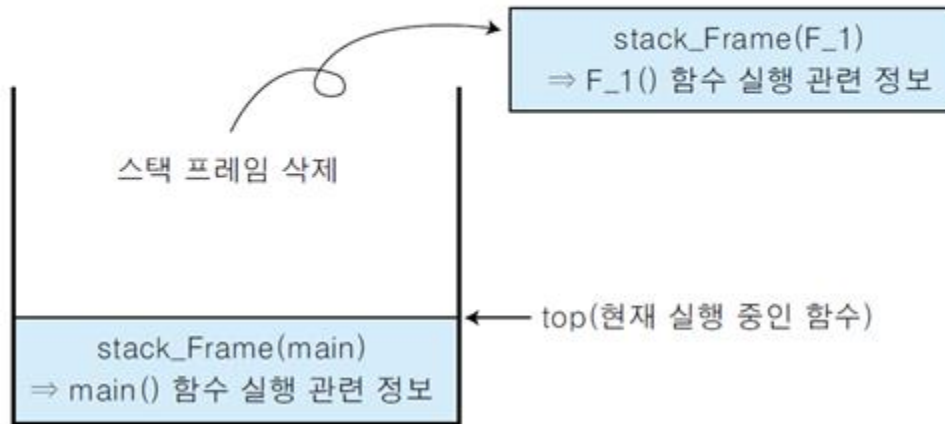 stack_Frame(F_1)
⇒ F_1() 함수 실행 관련 정보
스택 프레임 삭제
top(현재 실행 중인 함수)
stack_Frame(main)
⇒ main() 함수 실행 관련 정보